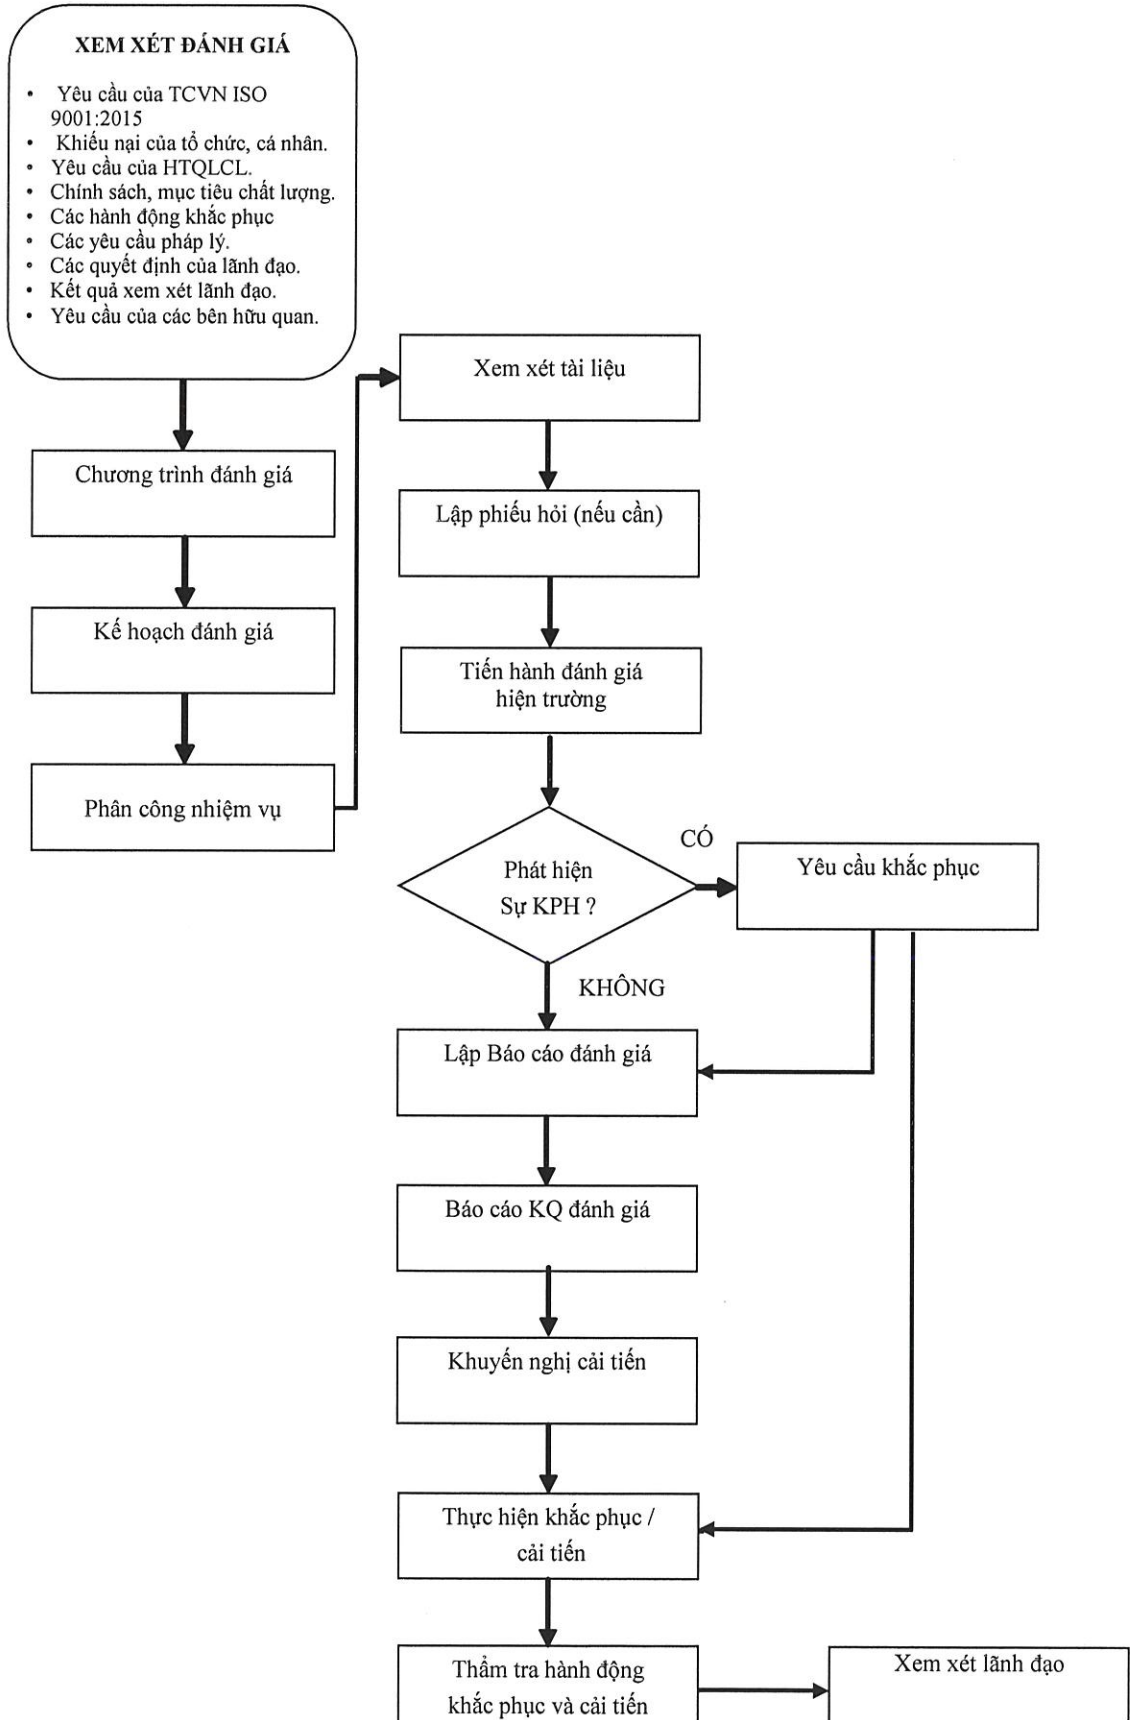 XEM XÉT ĐÁNH GIÁ
• Yêu cầu của TCVN ISO
9001:2015
• Khiếu nại của tổ chức, cá nhân.
• Yêu cầu của HTQLCL.
• Chính sách, mục tiêu chất lượng.
• Các hành động khắc phục
• Các yêu cầu pháp lý.
• Các quyết định của lãnh đạo.
• Kết quả xem xét lãnh đạo.
• Yêu cầu của các bên hữu quan.
Chương trình đánh giá
Kế hoạch đánh giá
Phân công nhiệm vụ
Xem xét tài liệu
Lập phiếu hỏi (nếu cần)
Tiến hành đánh giá
hiện trường
Phát hiện
Sự KPH ?
CÓ
Yêu cầu khắc phục
KHÔNG
Lập Báo cáo đánh giá
Báo cáo KQ đánh giá
Khuyến nghị cải tiến
Thực hiện khắc phục /
cải tiến
Thẩm tra hành động
khắc phục và cải tiến
Xem xét lãnh đạo